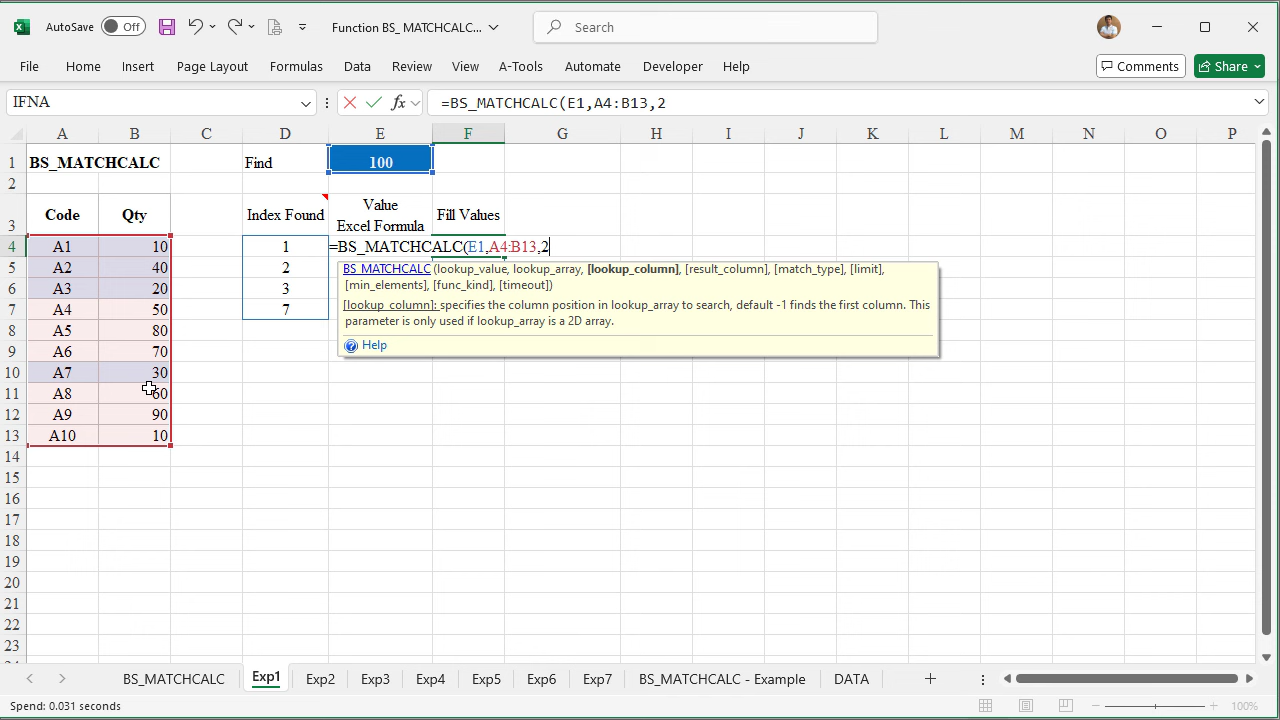 AutoSave Off Function BS_ MATCHCALC... Search
File Home Insert Page Layout Formulas Data Review View A-Tools Automate Developer Help Comments Share
IFNA fx =BS_MATCHCALC(E1,A4:B13,2
A B C D E F G H I J K L M N O P
1 BS_MATCHCALC Find 100
2
Value
3 Code Qty Index Found Fill Values
Excel Formula
4 A1 10 1 =BS_MATCHCALC(E1,A4:B13,2
5 A2 40 2 BS_MATCHCALC (lookup_value, lookup_array, [lookup_column], [result_column], [match_type], [limit],
6 A3 20 3 [min_elements], [func_kind], [timeout])
7 A4 50 7 [lookup_column]: specifies the column position in lookup_array to search, default -1 finds the first column. This
8 A5 80 parameter is only used if lookup_array is a 2D array.
9 A6 70 Help
10 A7 30
11 A8 60
12 A9 90
13 A10 10
14
15
16
17
18
19
20
21
22
23
BS_MATCHCALC Exp1 Exp2 Exp3 Exp4 Exp5 Exp6 Exp7 BS_MATCHCALC - Example DATA
Spend: 0.031 seconds 100%